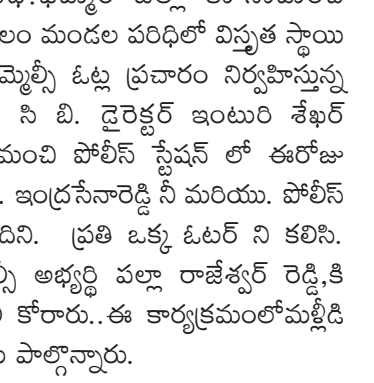 లం మండల పరిధిలో విస్తృత స్థాయి
మ్మెల్సీ ఓట్ల ప్రచారం నిర్వహిస్తున్న
సి బి. డైరెక్టర్ ఇంటురి శేఖర్
మంచి పోలీస్ స్టేషన్ లో ఈరోజు
. ఇంద్రసేనారెడ్డి నీ మరియు. పోలీస్
దిని. ప్రతి ఒక్క ఓటర్ ని కలిసి.
్సీ అభ్యర్థి పల్లా రాజేశ్వర్ రెడ్డి,కి
కోరారు..ఈ కార్యక్రమంలోమళ్లీడి
పాల్గొన్నారు.